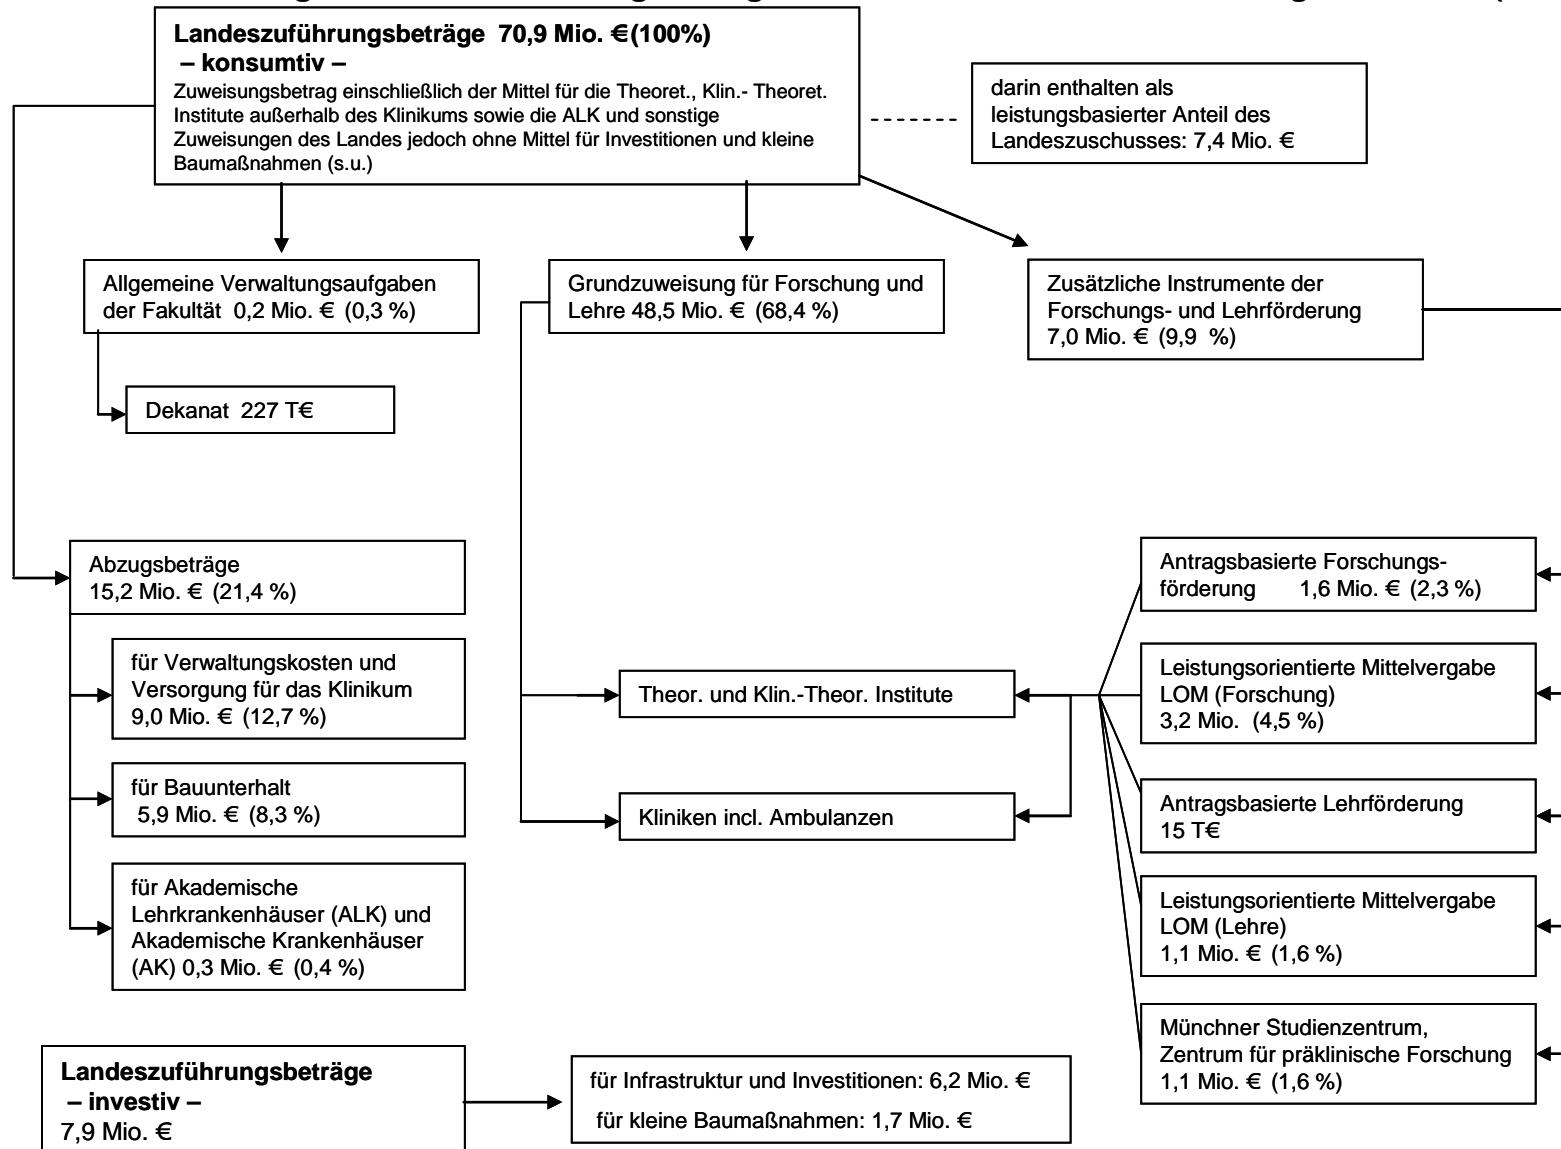 Landeszuführungsbeträge 70,9 Mio. €(100%)
– konsumtiv –
Zuweisungsbetrag einschließlich der Mittel für die Theoret., Klin.- Theoret.
Institute außerhalb des Klinikums sowie die ALK und sonstige
Zuweisungen des Landes jedoch ohne Mittel für Investitionen und kleine
Baumaßnahmen (s.u.)
darin enthalten als
leistungsbasierter Anteil des
Landeszuschusses: 7,4 Mio. €
Allgemeine Verwaltungsaufgaben
der Fakultät 0,2 Mio. € (0,3 %)
Grundzuweisung für Forschung und
Lehre 48,5 Mio. € (68,4 %)
Zusätzliche Instrumente der
Forschungs- und Lehrförderung
7,0 Mio. € (9,9 %)
Dekanat 227 T€
Abzugsbeträge
15,2 Mio. € (21,4 %)
für Verwaltungskosten und
Versorgung für das Klinikum
9,0 Mio. € (12,7 %)
für Bauunterhalt
5,9 Mio. € (8,3 %)
für Akademische
Lehrkrankenhäuser (ALK) und
Akademische Krankenhäuser
(AK) 0,3 Mio. € (0,4 %)
Theor. und Klin.-Theor. Institute
Kliniken incl. Ambulanzen
Antragsbasierte Forschungs-
förderung 1,6 Mio. € (2,3 %)
Leistungsorientierte Mittelvergabe
LOM (Forschung)
3,2 Mio. (4,5 %)
Antragsbasierte Lehrförderung
15 T€
Leistungsorientierte Mittelvergabe
LOM (Lehre)
1,1 Mio. € (1,6 %)
Münchner Studienzentrum,
Zentrum für präklinische Forschung
1,1 Mio. € (1,6 %)
Landeszuführungsbeträge
– investiv –
7,9 Mio. €
für Infrastruktur und Investitionen: 6,2 Mio. €
für kleine Baumaßnahmen: 1,7 Mio. €